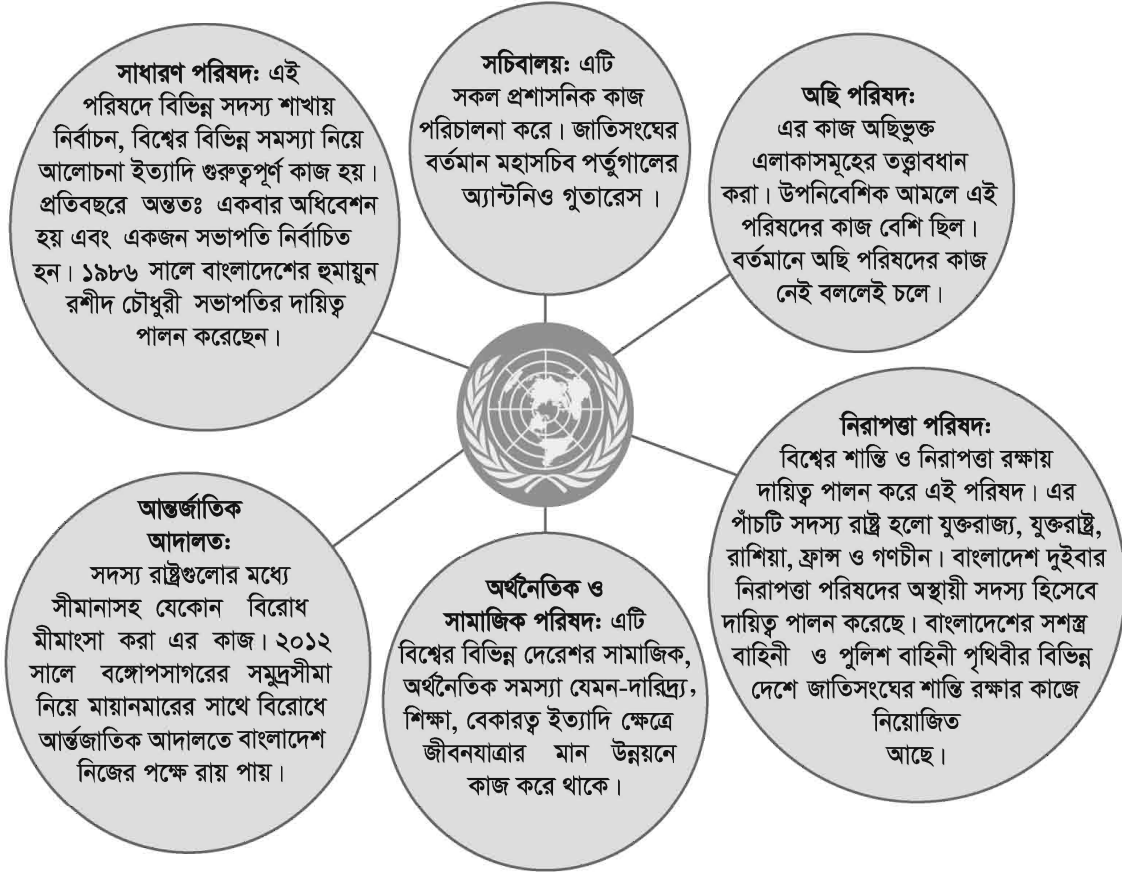 সাধারণ পরিষদ: এই
পরিষদে বিভিন্ন সদস্য শাখায়
নির্বাচন, বিশ্বের বিভিন্ন সমস্যা নিয়ে
আলোচনা ইত্যাদি গুরুত্বপূর্ণ কাজ হয়।
প্রতিবছরে অন্ততঃ একবার অধিবেশন
হয় এবং একজন সভাপতি নির্বাচিত
হন। ১৯৮৬ সালে বাংলাদেশের হুমায়ুন
রশীদ চৌধুরী সভাপতির দায়িত্ব
পালন করেছেন।
সচিবালয়: এটি
সকল প্রশাসনিক কাজ
পরিচালনা করে। জাতিসংঘের
বর্তমান মহাসচিব পর্তুগালের
অ্যান্টনিও গুতারেস ।
অছি পরিষদ:
এর কাজ অছিভুক্ত
এলাকাসমূহের তত্ত্বাবধান
করা। উপনিবেশিক আমলে এই
পরিষদের কাজ বেশি ছিল।
বর্তমানে অছি পরিষদের কাজ
নেই বললেই চলে।
আন্তর্জাতিক
আদালত:
সদস্য রাষ্ট্রগুলোর মধ্যে
সীমানাসহ যেকোন বিরোধ
মীমাংসা করা এর কাজ। ২০১২
সালে বঙ্গোপসাগরের সমুদ্রসীমা
নিয়ে মায়ানমারের সাথে বিরোধে
আর্ন্তজাতিক আদালতে বাংলাদেশ
নিজের পক্ষে রায় পায়।
অর্থনৈতিক ও
সামাজিক পরিষদ: এটি
বিশ্বের বিভিন্ন দেরেশর সামাজিক,
অর্থনৈতিক সমস্যা যেমন-দারিদ্র্য,
শিক্ষা, বেকারত্ব ইত্যাদি ক্ষেত্রে
জীবনযাত্রার মান উন্নয়নে
কাজ করে থাকে।
নিরাপত্তা পরিষদ:
বিশ্বের শান্তি ও নিরাপত্তা রক্ষায়
দায়িত্ব পালন করে এই পরিষদ। এর
পাঁচটি সদস্য রাষ্ট্র হলো যুক্তরাজ্য, যুক্তরাষ্ট্র,
রাশিয়া, ফ্রান্স ও গণচীন। বাংলাদেশ দুইবার
নিরাপত্তা পরিষদের অস্থায়ী সদস্য হিসেবে
দায়িত্ব পালন করেছে। বাংলাদেশের সশস্ত্র
বাহিনী ও পুলিশ বাহিনী পৃথিবীর বিভিন্ন
দেশে জাতিসংঘের শান্তি রক্ষার কাজে
নিয়োজিত
আছে।